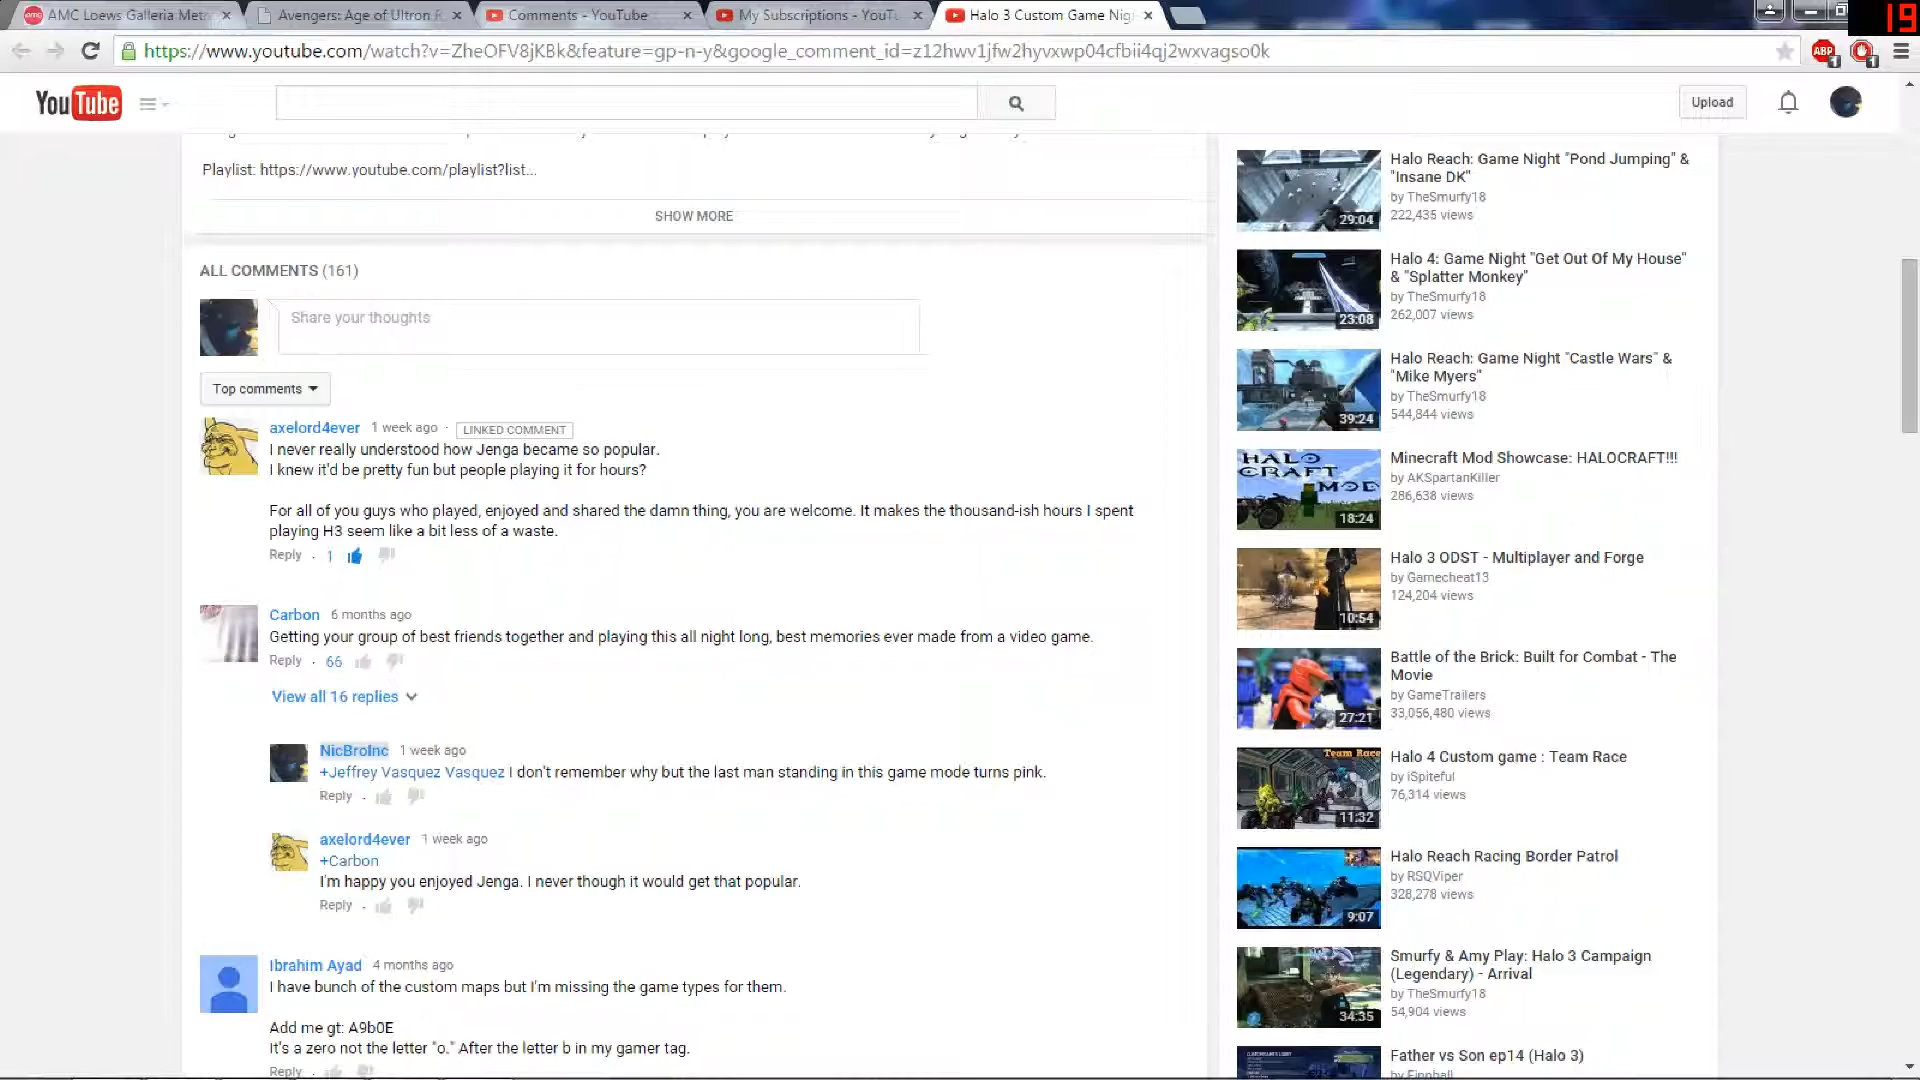 AMC Loews Galleria Metr
Avengers: Age of Ultron R
Comments - YouTube
My Subscriptions - YouTu
Halo 3 Custom Game Nig
19
https://www.youtube.com/watch?v=ZheOFV8jKBk&feature=gp-n-y&google_comment_id=z12hwv1jfw2hyvxwp04cfbii4qj2wxvagso0k
ABP
1
1
YouTube
Upload
Playlist: https://www.youtube.com/playlist?list...
SHOW MORE
ALL COMMENTS (161)
Share your thoughts
Top comments
axelord4ever 1 week ago · LINKED COMMENT
I never really understood how Jenga became so popular.
I knew it'd be pretty fun but people playing it for hours?
For all of you guys who played, enjoyed and shared the damn thing, you are welcome. It makes the thousand-ish hours I spent
playing H3 seem like a bit less of a waste.
Reply · 1
Carbon 6 months ago
Getting your group of best friends together and playing this all night long, best memories ever made from a video game.
Reply · 66
View all 16 replies
NicBroInc 1 week ago
+Jeffrey Vasquez Vasquez I don't remember why but the last man standing in this game mode turns pink.
Reply ·
axelord4ever 1 week ago
+Carbon
I'm happy you enjoyed Jenga. I never though it would get that popular.
Reply ·
Ibrahim Ayad 4 months ago
I have bunch of the custom maps but I'm missing the game types for them.
Add me gt: A9b0E
It's a zero not the letter "o." After the letter b in my gamer tag.
Reply ·
Halo Reach: Game Night "Pond Jumping" &
"Insane DK"
by TheSmurfy18
222,435 views
29:04
Halo 4: Game Night "Get Out Of My House"
& "Splatter Monkey"
by TheSmurfy18
262,007 views
23:08
Halo Reach: Game Night "Castle Wars" &
"Mike Myers"
by TheSmurfy18
544,844 views
39:24
HALO
CRAFT
MOD
Minecraft Mod Showcase: HALOCRAFT!!!
by AKSpartanKiller
286,638 views
18:24
Halo 3 ODST - Multiplayer and Forge
by Gamecheat13
124,204 views
10:54
Battle of the Brick: Built for Combat - The
Movie
by GameTrailers
33,056,480 views
27:21
Team Race
Halo 4 Custom game : Team Race
by iSpiteful
76,314 views
11:32
Halo Reach Racing Border Patrol
by RSQViper
328,278 views
9:07
Smurfy & Amy Play: Halo 3 Campaign
(Legendary) - Arrival
by TheSmurfy18
54,904 views
34:35
Father vs Son ep14 (Halo 3)